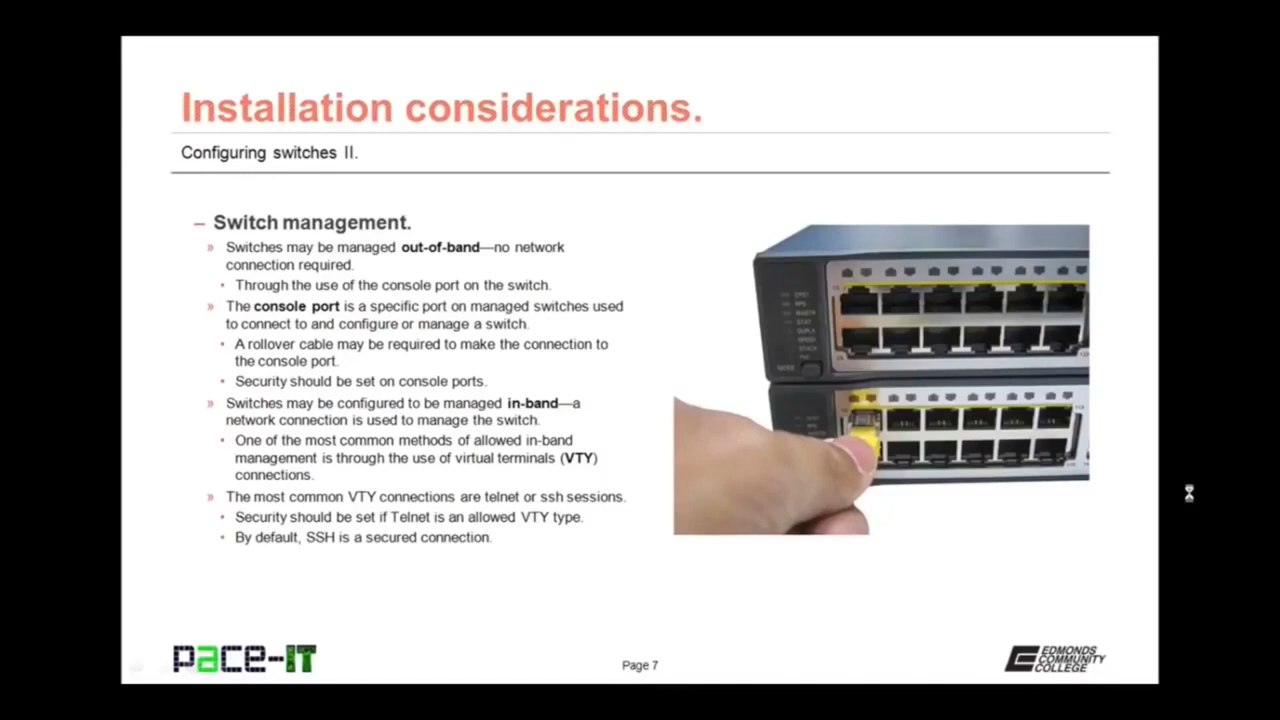 Installation considerations.
Configuring switches II.
– Switch management.
» Switches may be managed out-of-band—no network
connection required.
• Through the use of the console port on the switch.
» The console port is a specific port on managed switches used
to connect to and configure or manage a switch.
• A rollover cable may be required to make the connection to
the console port.
• Security should be set on console ports.
» Switches may be configured to be managed in-band—a
network connection is used to manage the switch.
• One of the most common methods of allowed in-band
management is through the use of virtual terminals (VTY)
connections.
» The most common VTY connections are telnet or ssh sessions.
• Security should be set if Telnet is an allowed VTY type.
• By default, SSH is a secured connection.
MODE
pace-IT
Page 7
EDMONDS
COMMUNITY
COLLEGE